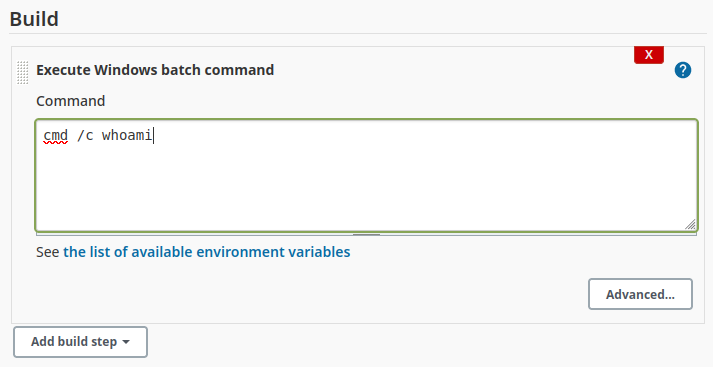 Build
X
Execute Windows batch command
?
Command
cmd /c whoami
See the list of available environment variables
Advanced...
Add build step